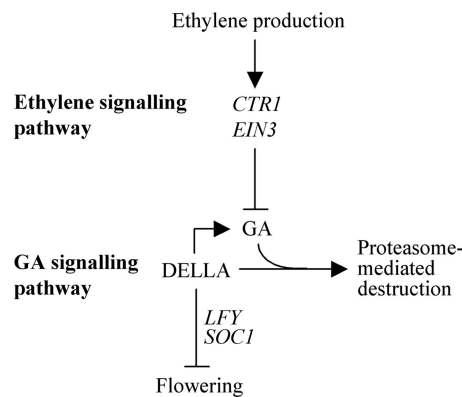 Ethylene production
Ethylene signalling
pathway
CTR1
EIN3
GA
GA signalling
pathway
DELLA
Proteasome-
mediated
destruction
LFY
SOC1
Flowering